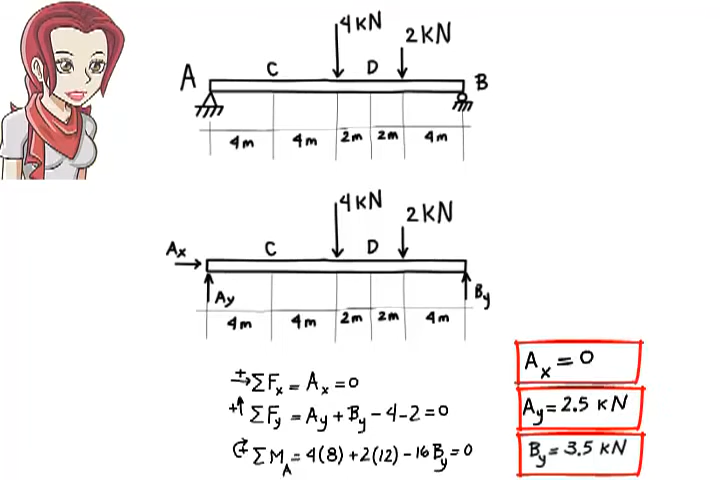 4 kN
2 KN
A
C
D
B
4m
4m
2m
2m
4m
4 kN
2 KN
Ax
C
D
Ay
By
4m
4m
2m
2m
4m
+→ ΣFx = Ax = 0
+↑ ΣFy = Ay + By - 4 - 2 = 0
ΣMA = 4(8) + 2(12) - 16By = 0
Ax = 0
Ay = 2.5 KN
By = 3.5 KN